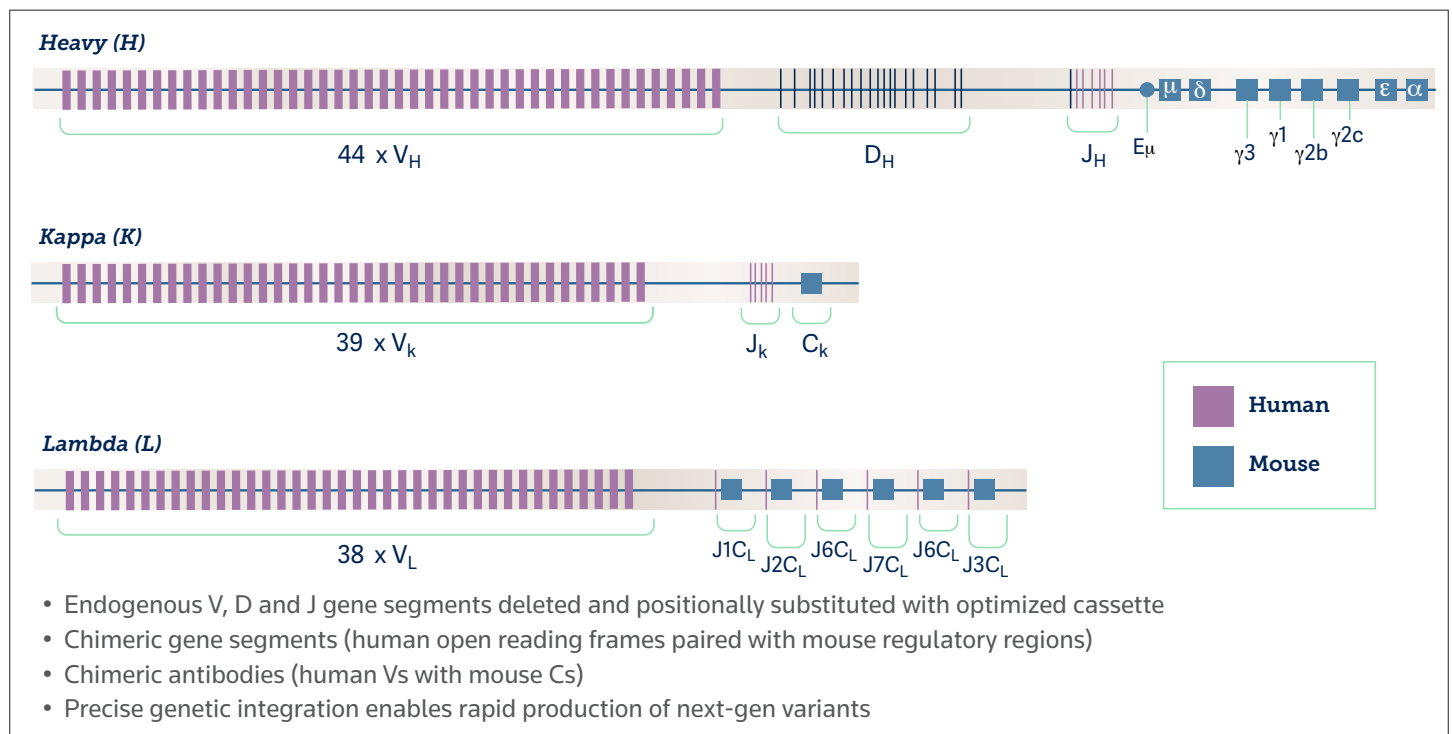 Heavy (H)
μ δ ε α
44 x VH
DH
JH
Eμ
γ3
γ1
γ2b
γ2c
Kappa (K)
39 x Vk
Jk
Ck
Human
Mouse
Lambda (L)
38 x VL
J1CL
J2CL
J6CL
J7CL
J6CL
J3CL
• Endogenous V, D and J gene segments deleted and positionally substituted with optimized cassette
• Chimeric gene segments (human open reading frames paired with mouse regulatory regions)
• Chimeric antibodies (human Vs with mouse Cs)
• Precise genetic integration enables rapid production of next-gen variants